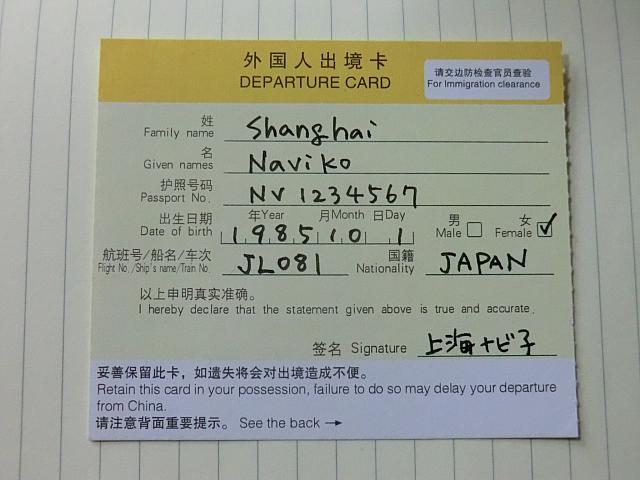 外国人出境卡
DEPARTURE CARD
请交边防检查官员查验
For Immigration clearance
姓
Family name Shanghai
名
Given names Naviko
护照号码
Passport No. NV1234567
出生日期 年Year 月Month 日Day 男 女
Date of birth 1985 10 1 Male Female ✓
航班号/船名/车次 国籍
Flight No./Ship's name/Train No. JL081 Nationality JAPAN
以上申明真实准确。
I hereby declare that the statement given above is true and accurate.
签名 Signature 上海ナビ子
妥善保留此卡，如遗失将会对出境造成不便。
Retain this card in your possession, failure to do so may delay your departure
from China.
请注意背面重要提示。 See the back →